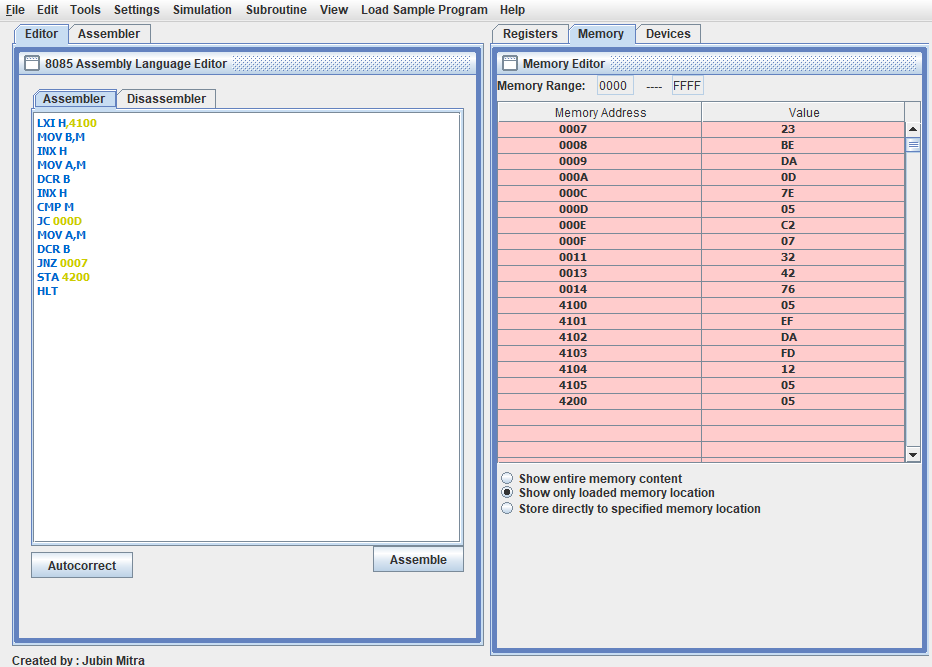 File Edit Tools Settings Simulation Subroutine View Load Sample Program Help
Editor Assembler
8085 Assembly Language Editor
Assembler Disassembler
LXI H,4100
MOV B,M
INX H
MOV A,M
DCR B
INX H
CMP M
JC 000D
MOV A,M
DCR B
JNZ 0007
STA 4200
HLT
Autocorrect Assemble
Registers Memory Devices
Memory Editor
Memory Range: 0000 ---- FFFF
Memory Address Value
0007 23
0008 BE
0009 DA
000A 0D
000C 7E
000D 05
000E C2
000F 07
0011 32
0013 42
0014 76
4100 05
4101 EF
4102 DA
4103 FD
4104 12
4105 05
4200 05
Show entire memory content
Show only loaded memory location
Store directly to specified memory location
Created by : Jubin Mitra